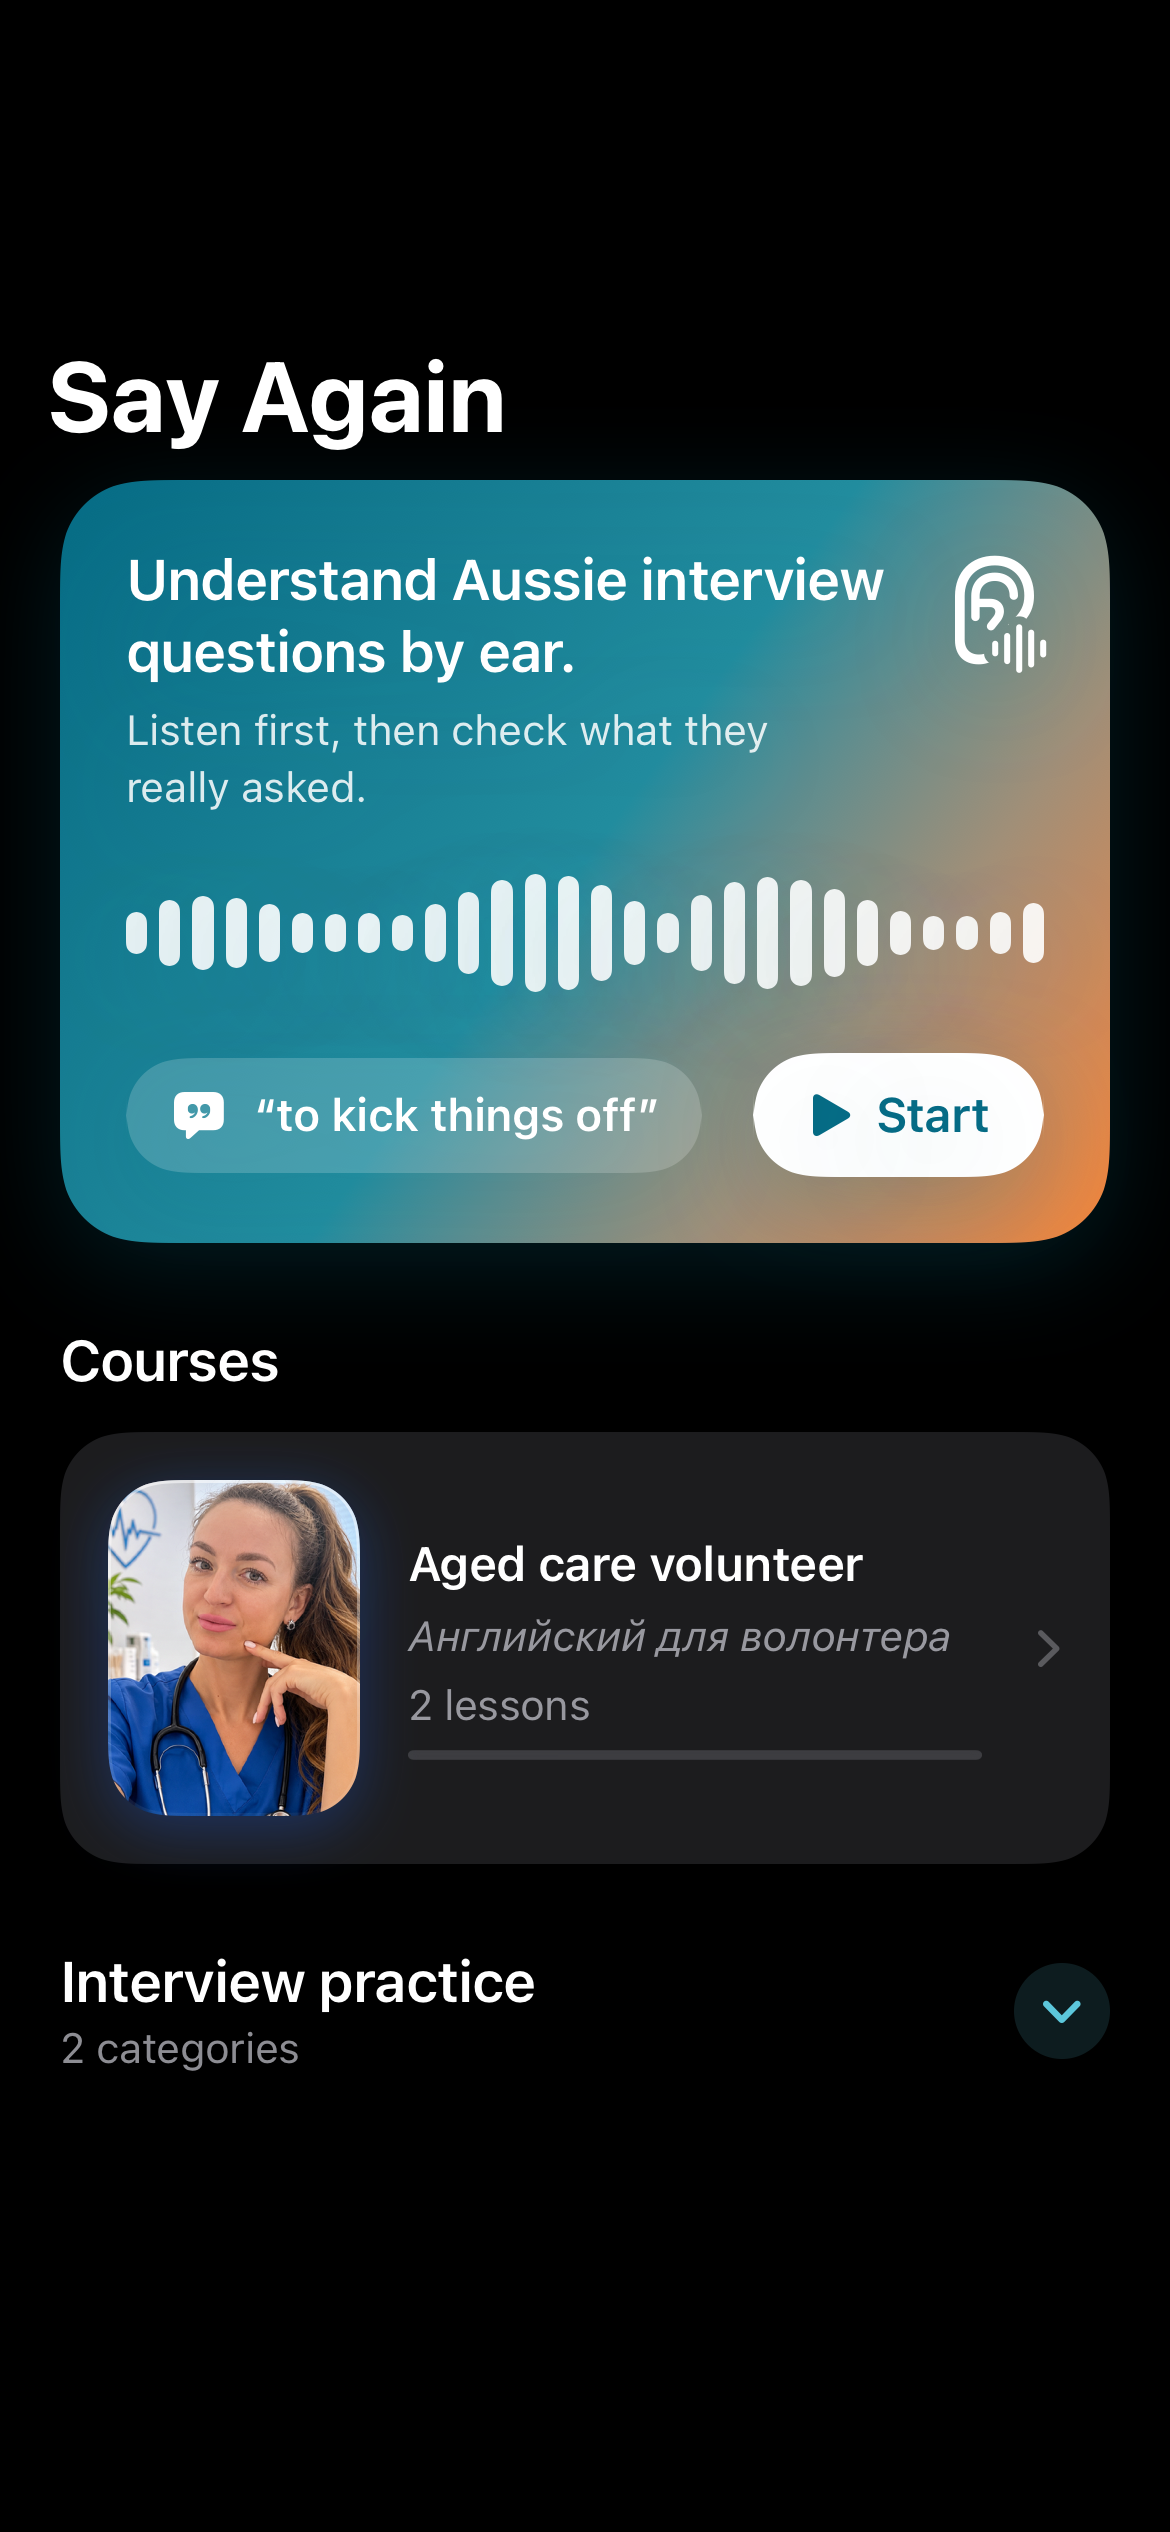 Say Again
Understand Aussie interview
questions by ear.
Listen first, then check what they
really asked.
“to kick things off”
Start
Courses
Aged care volunteer
Английский для волонтера
2 lessons
Interview practice
2 categories